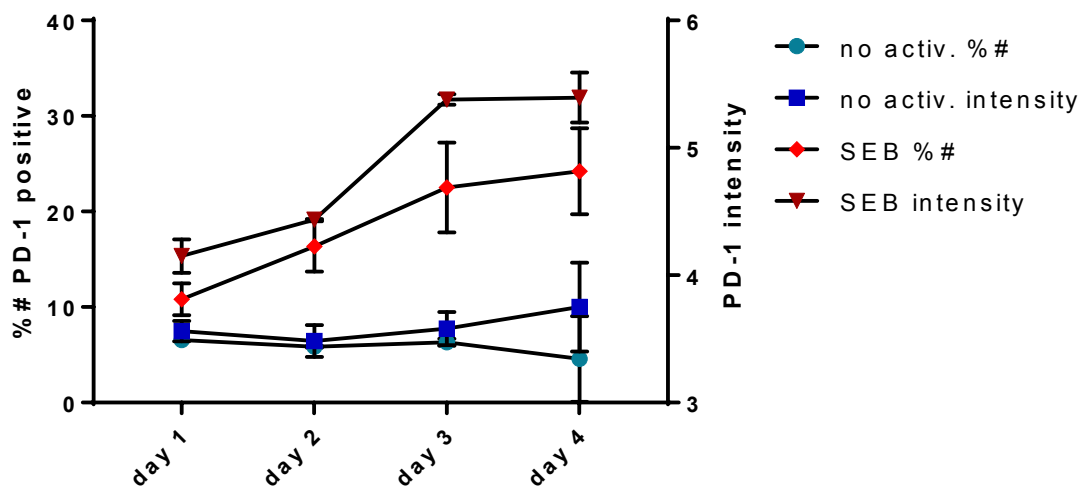 40
30
20
10
0
%# PD-1 positive
6
5
4
3
PD-1 intensity
day 1
day 2
day 3
day 4
no activ. %#
no activ. intensity
SEB %#
SEB intensity